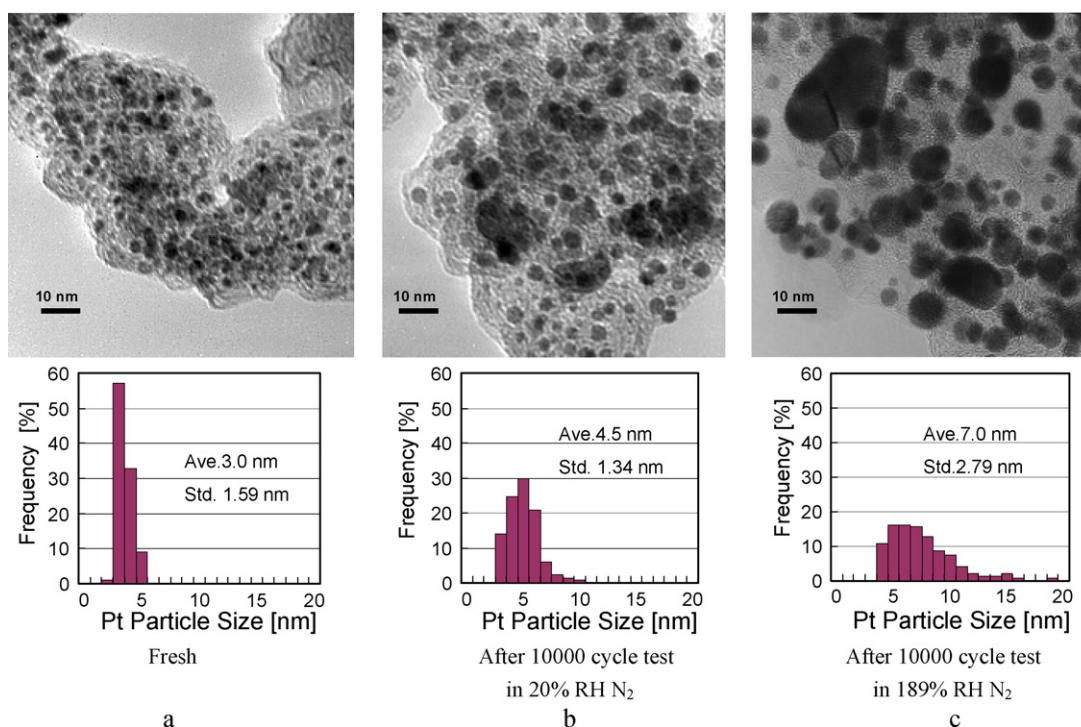 10 nm
10 nm
10 nm
Frequency [%]
60
50
40
30
20
10
0
Ave.3.0 nm
Std. 1.59 nm
0 5 10 15 20
Pt Particle Size [nm]
Fresh
a
Frequency [%]
60
50
40
30
20
10
0
Ave.4.5 nm
Std. 1.34 nm
0 5 10 15 20
Pt Particle Size [nm]
After 10000 cycle test
in 20% RH N₂
b
Frequency [%]
60
50
40
30
20
10
0
Ave.7.0 nm
Std.2.79 nm
0 5 10 15 20
Pt Particle Size [nm]
After 10000 cycle test
in 189% RH N₂
c